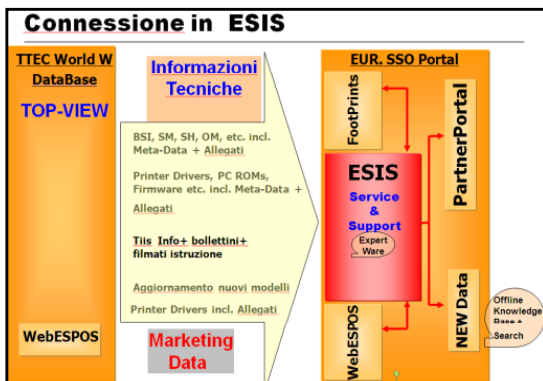 Connessione in ESIS
TTEC World W
DataBase
TOP-VIEW
WebESPOS
Informazioni
Tecniche
BSI, SM, SH, OM, etc. incl.
Meta-Data + Allegati
Printer Drivers, PC ROMs,
Firmware etc. incl. Meta-Data +
Allegati
Tiis Info+ bollettini+
filmati istruzione
Aggiornamento nuovi modelli
Printer Drivers incl. Allegati
Marketing
Data
EUR. SSO Portal
FootPrints
ESIS
Service
&
Support
Expert
Ware
WebESPOS
PartnerPortal
NEW Data
Offline
Knowledge
Base +
Search